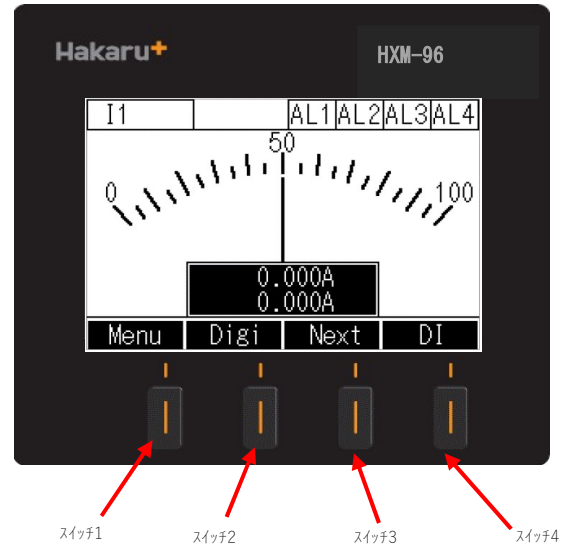 Hakaru+
HXM-96
I1 AL1 AL2 AL3 AL4
50
0 100
0.000A
0.000A
Menu Digi Next DI
ｽｲｯﾁ1 ｽｲｯﾁ2 ｽｲｯﾁ3 ｽｲｯﾁ4